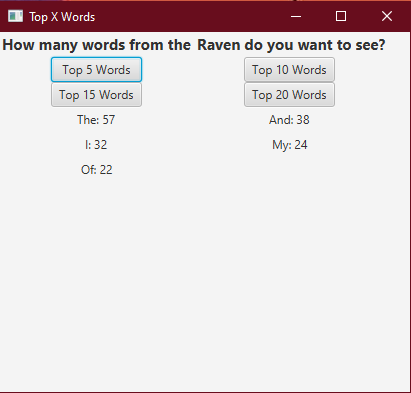 Top X Words
How many words from the Raven do you want to see?
Top 5 Words Top 10 Words
Top 15 Words Top 20 Words
The: 57 And: 38
I: 32 My: 24
Of: 22